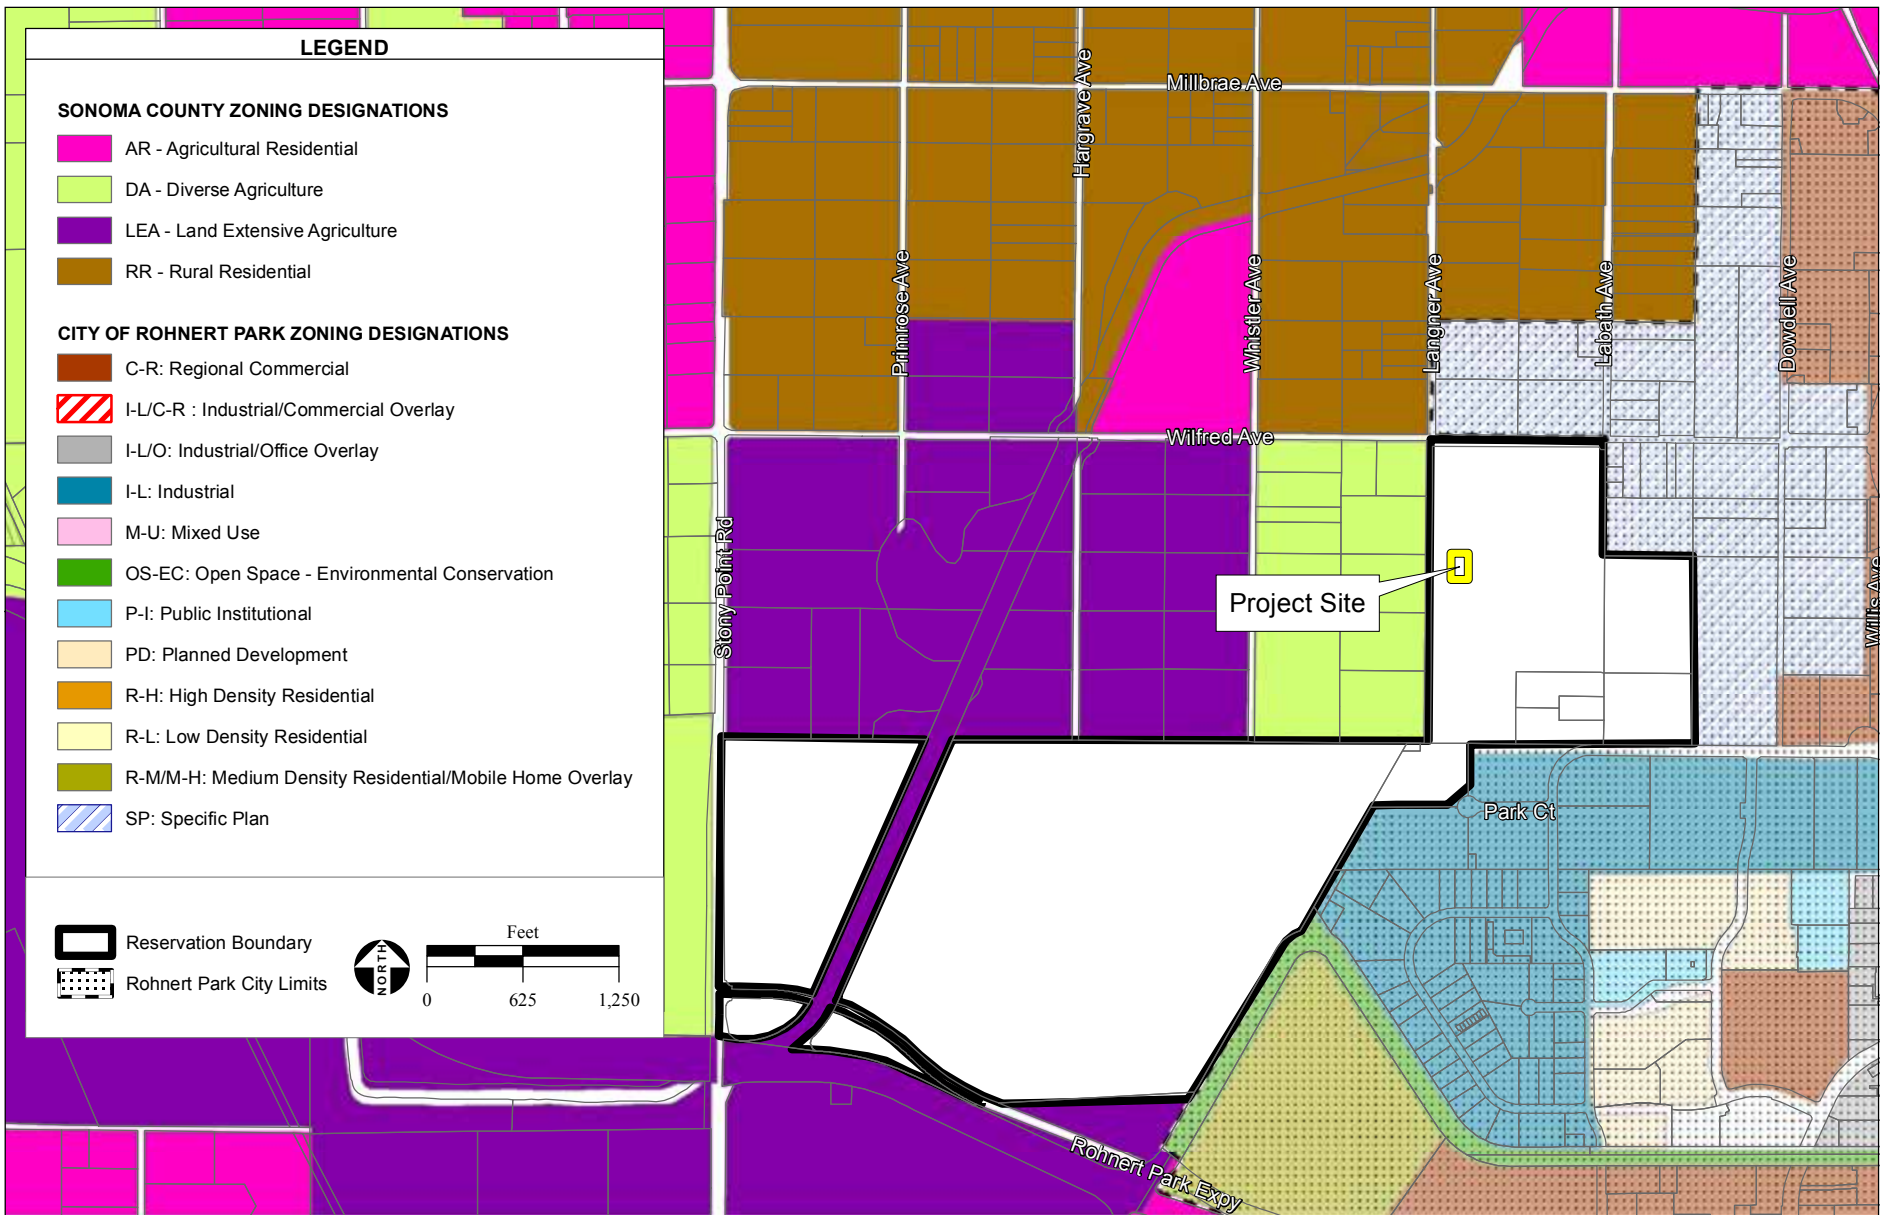 LEGEND
SONOMA COUNTY ZONING DESIGNATIONS
AR - Agricultural Residential
DA - Diverse Agriculture
LEA - Land Extensive Agriculture
RR - Rural Residential
CITY OF ROHNERT PARK ZONING DESIGNATIONS
C-R: Regional Commercial
I-L/C-R : Industrial/Commercial Overlay
I-L/O: Industrial/Office Overlay
I-L: Industrial
M-U: Mixed Use
OS-EC: Open Space - Environmental Conservation
P-I: Public Institutional
PD: Planned Development
R-H: High Density Residential
R-L: Low Density Residential
R-M/M-H: Medium Density Residential/Mobile Home Overlay
SP: Specific Plan
Reservation Boundary
Rohnert Park City Limits
NORTH
Feet
0 625 1,250
Millbrae Ave
Hargrave Ave
Primrose Ave
Whistler Ave
Langner Ave
Labath Ave
Dowdell Ave
Wilfred Ave
Stony Point Rd
Project Site
Willis Ave
Park Ct
Rohnert Park Expy